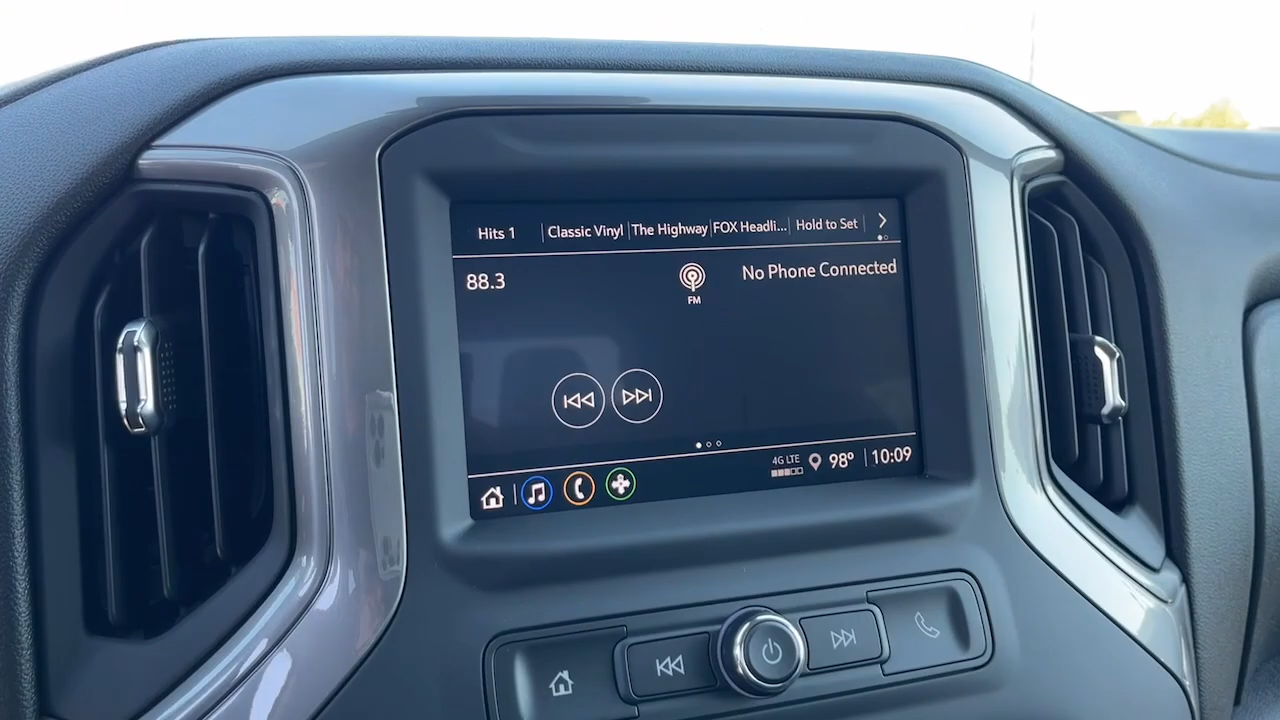 Hits 1 Classic Vinyl The Highway FOX Headli... Hold to Set
88.3 No Phone Connected
FM
4G LTE 98° 10:09